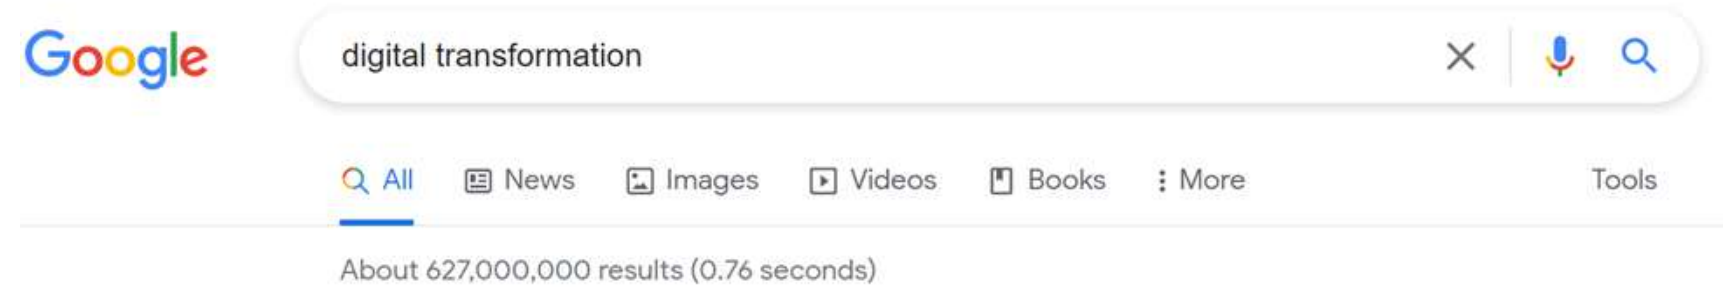 Google digital transformation
All News Images Videos Books More Tools
About 627,000,000 results (0.76 seconds)